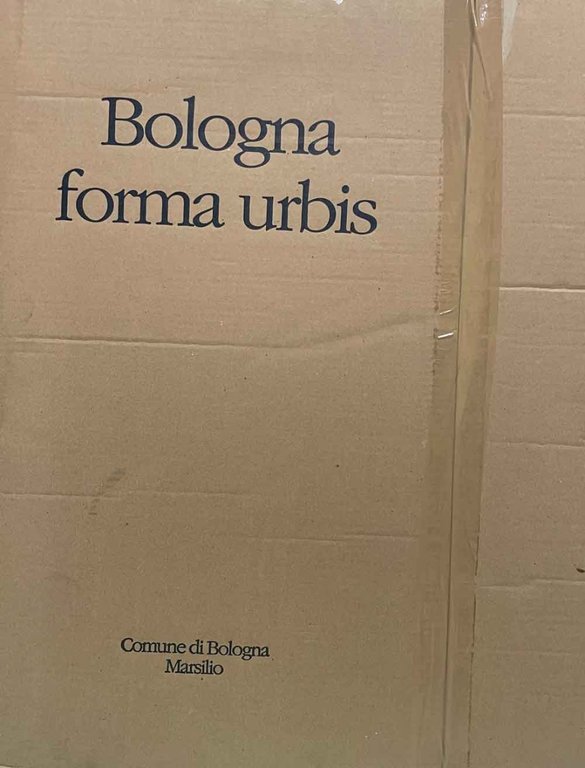 Bologna
forma urbis
Comune di Bologna
Marsilio